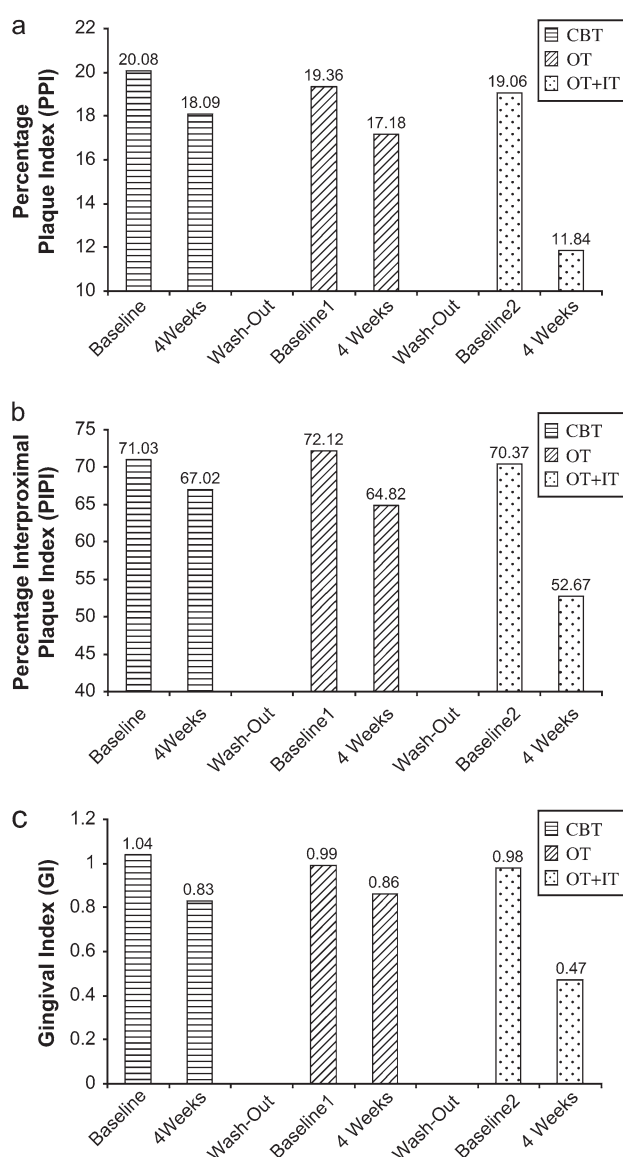 a
Percentage
Plaque Index (PPI)
22
20
18
16
14
12
10
20.08
18.09
19.36
17.18
19.06
11.84
CBT
OT
OT+IT
Baseline
4Weeks
Wash-Out
Baseline1
4 Weeks
Wash-Out
Baseline2
4 Weeks
b
Percentage Interproximal
Plaque Index (PIPI)
75
70
65
60
55
50
45
40
71.03
67.02
72.12
64.82
70.37
52.67
CBT
OT
OT+IT
Baseline
4Weeks
Wash-Out
Baseline1
4 Weeks
Wash-Out
Baseline2
4 Weeks
c
Gingival Index (GI)
1.2
1
0.8
0.6
0.4
0.2
0
1.04
0.83
0.99
0.86
0.98
0.47
CBT
OT
OT+IT
Baseline
4Weeks
Wash-Out
Baseline1
4 Weeks
Wash-Out
Baseline2
4 Weeks